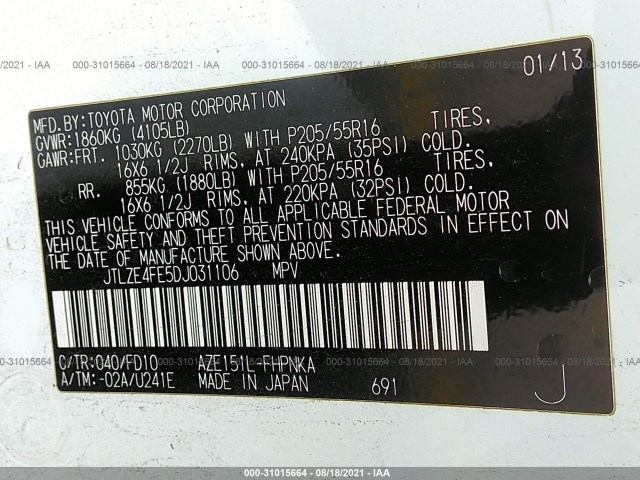 000-31015664 - 08/18/2021 - IAA
01/13
MFD.BY:TOYOTA MOTOR CORPORATION
GVWR:1860KG (4105LB)
GAWR:FRT. 1030KG (2270LB) WITH P205/55R16 TIRES,
16X6 1/2J RIMS, AT 240KPA (35PSI) COLD.
RR. 855KG (1880LB) WITH P205/55R16 TIRES,
16X6 1/2J RIMS, AT 220KPA (32PSI) COLD.
THIS VEHICLE CONFORMS TO ALL APPLICABLE FEDERAL MOTOR
VEHICLE SAFETY AND THEFT PREVENTION STANDARDS IN EFFECT ON
THE DATE OF MANUFACTURE SHOWN ABOVE.
JTLZE4FE5DJ031106 MPV
C/TR:040/FD10 AZE151L-FHPNKA
A/TM:-02A/U241E MADE IN JAPAN 691
J
000-31015664 - 08/18/2021 - IAA